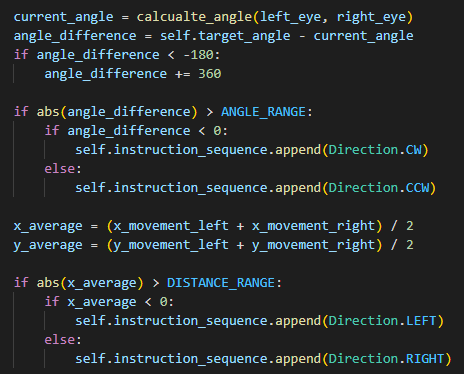 current_angle = calcualte_angle(left_eye, right_eye)
angle_difference = self.target_angle - current_angle
if angle_difference < -180:
    angle_difference += 360

if abs(angle_difference) > ANGLE_RANGE:
    if angle_difference < 0:
        self.instruction_sequence.append(Direction.CW)
    else:
        self.instruction_sequence.append(Direction.CCW)

x_average = (x_movement_left + x_movement_right) / 2
y_average = (y_movement_left + y_movement_right) / 2

if abs(x_average) > DISTANCE_RANGE:
    if x_average < 0:
        self.instruction_sequence.append(Direction.LEFT)
    else:
        self.instruction_sequence.append(Direction.RIGHT)